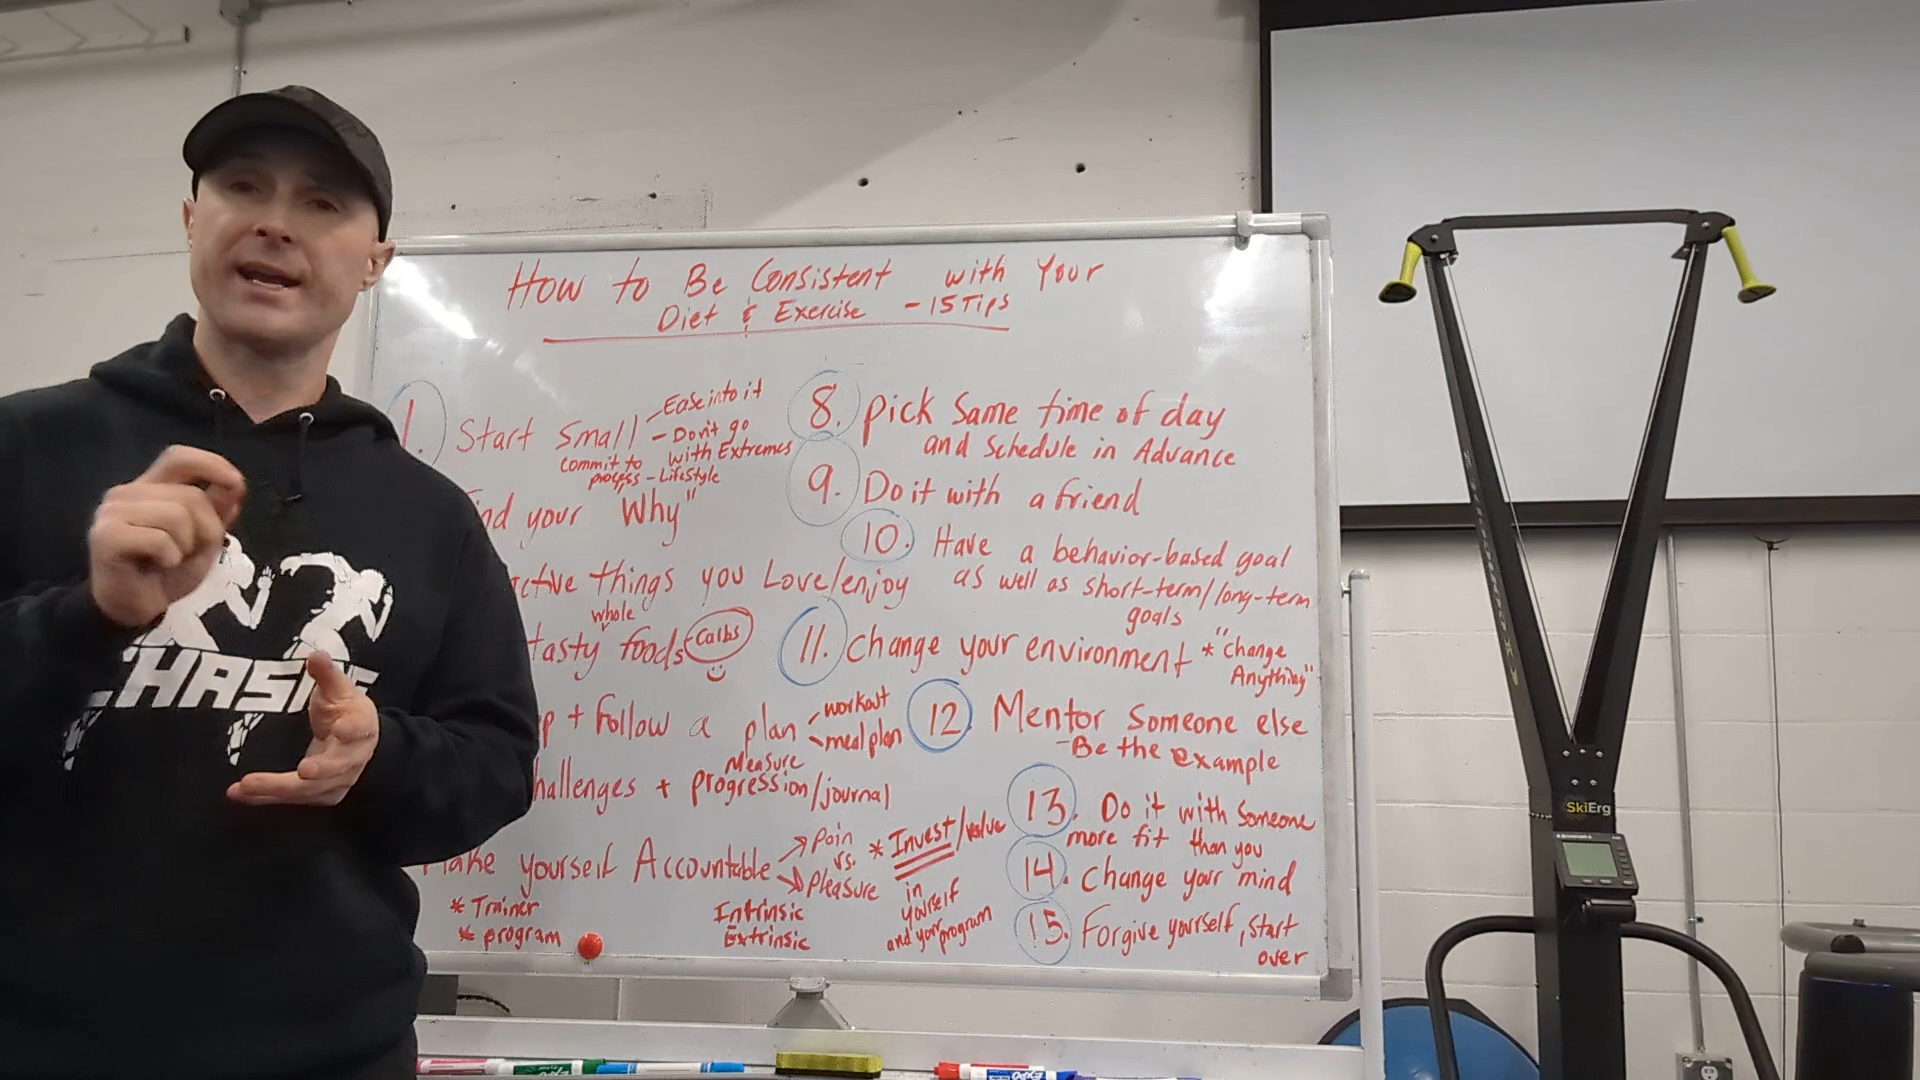 How to Be Consistent with Your
Diet & Exercise - 15 Tips
1. Start Small - Ease into it
- Don't go
with Extremes
commit to
process - Lifestyle
your "Why"
things you Love/enjoy
whole
tasty foods Carbs
+ Follow a plan - workout
- meal plan
Measure
+ progression/journal
yourself Accountable
Pain
vs.
Pleasure
* Invest/value
in
yourself
and your program
* Trainer
* program
Intrinsic
Extrinsic
8. Pick Same time of day
and Schedule in Advance
9. Do it with a friend
10. Have a behavior-based goal
as well as short-term/long-term
goals
11. Change your environment * "Change
Anything"
12. Mentor Someone else
- Be the example
13. Do it with Someone
more fit than you
14. Change your mind
15. Forgive yourself, start
over
SkiErg
EXPO
EXPO